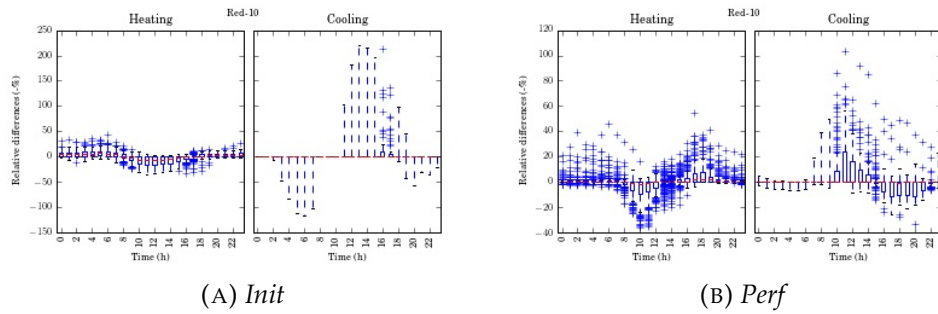 Red-10
Heating Cooling
Relative differences (-%)
250
200
150
100
50
0
−50
−100
−150
0 2 4 6 8 10 12 14 16 18 20 22 0 2 4 6 8 10 12 14 16 18 20 22
Time (h) Time (h)
(A) Init
Red-10
Heating Cooling
Relative differences (-%)
120
100
80
60
40
20
0
−20
−40
0 2 4 6 8 10 12 14 16 18 20 22 0 2 4 6 8 10 12 14 16 18 20 22
Time (h) Time (h)
(B) Perf